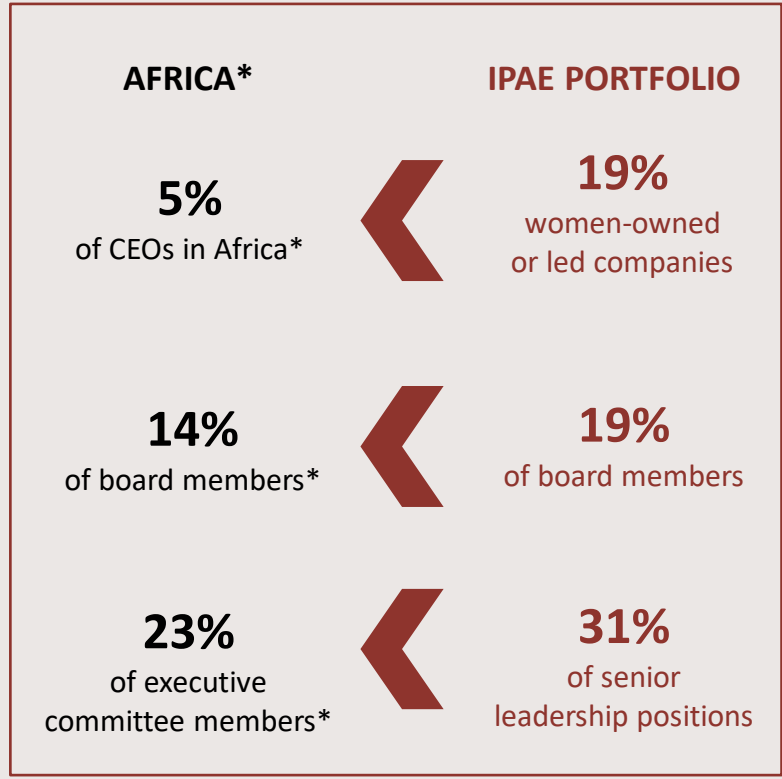 AFRICA*
IPAE PORTFOLIO
5%
of CEOs in Africa*
19%
women-owned
or led companies
14%
of board members*
19%
of board members
23%
of executive
committee members*
31%
of senior
leadership positions